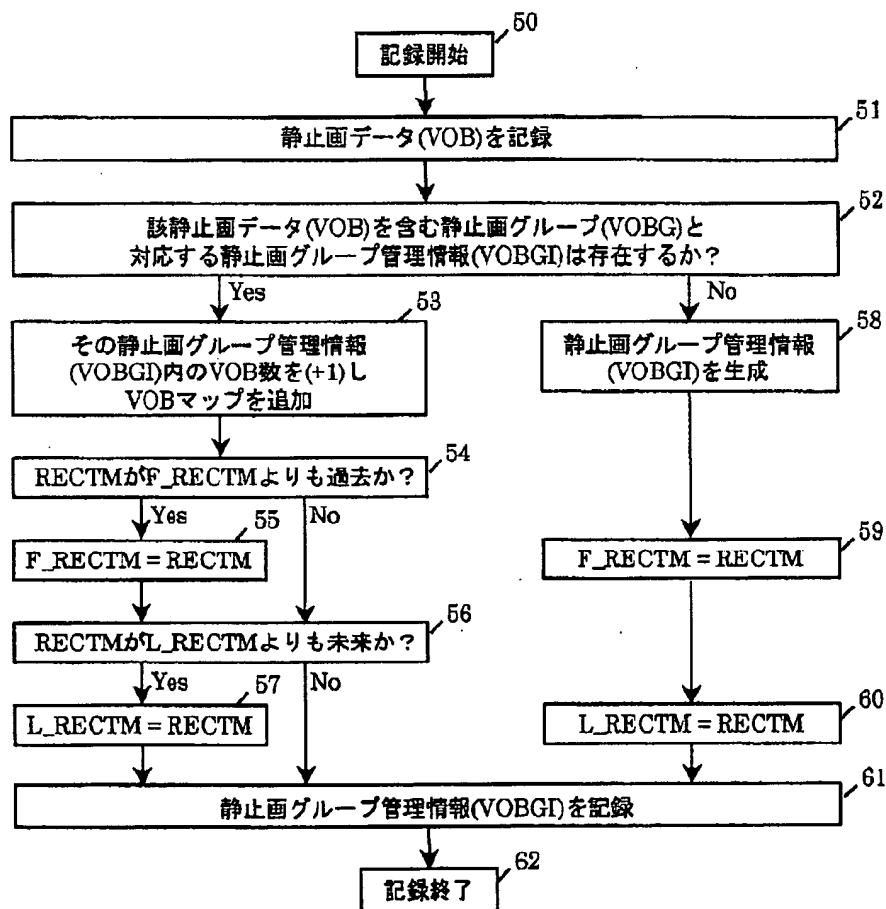 50
記録開始
51
静止画データ(VOB)を記録
52
該静止画データ(VOB)を含む静止画グループ(VOBG)と
対応する静止画グループ管理情報(VOBGI)は存在するか?
Yes
No
53
その静止画グループ管理情報
(VOBGI)内のVOB数を(+1)し
VOBマップを追加
58
静止画グループ管理情報
(VOBGI)を生成
54
RECTMがF_RECTMよりも過去か?
Yes
No
55
F_RECTM = RECTM
59
F_RECTM = RECTM
56
RECTMがL_RECTMよりも未来か?
Yes
No
57
L_RECTM = RECTM
60
L_RECTM = RECTM
61
静止画グループ管理情報(VOBGI)を記録
62
記録終了